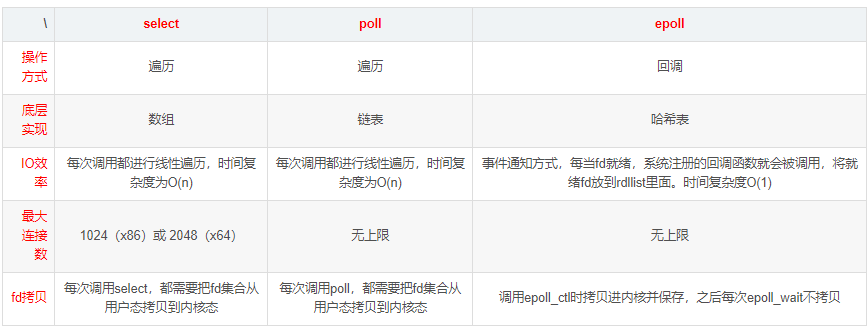 \ select poll epoll
操作
方式 遍历 遍历 回调
底层
实现 数组 链表 哈希表
IO效
率 每次调用都进行线性遍历，时间复
杂度为O(n) 每次调用都进行线性遍历，时间复
杂度为O(n) 事件通知方式，每当fd就绪，系统注册的回调函数就会被调用，将就
绪fd放到rdllist里面。时间复杂度O(1)
最大
连接
数 1024（x86）或 2048（x64） 无上限 无上限
fd拷贝 每次调用select，都需要把fd集合从
用户态拷贝到内核态 每次调用poll，都需要把fd集合从
用户态拷贝到内核态 调用epoll_ctl时拷贝进内核并保存，之后每次epoll_wait不拷贝